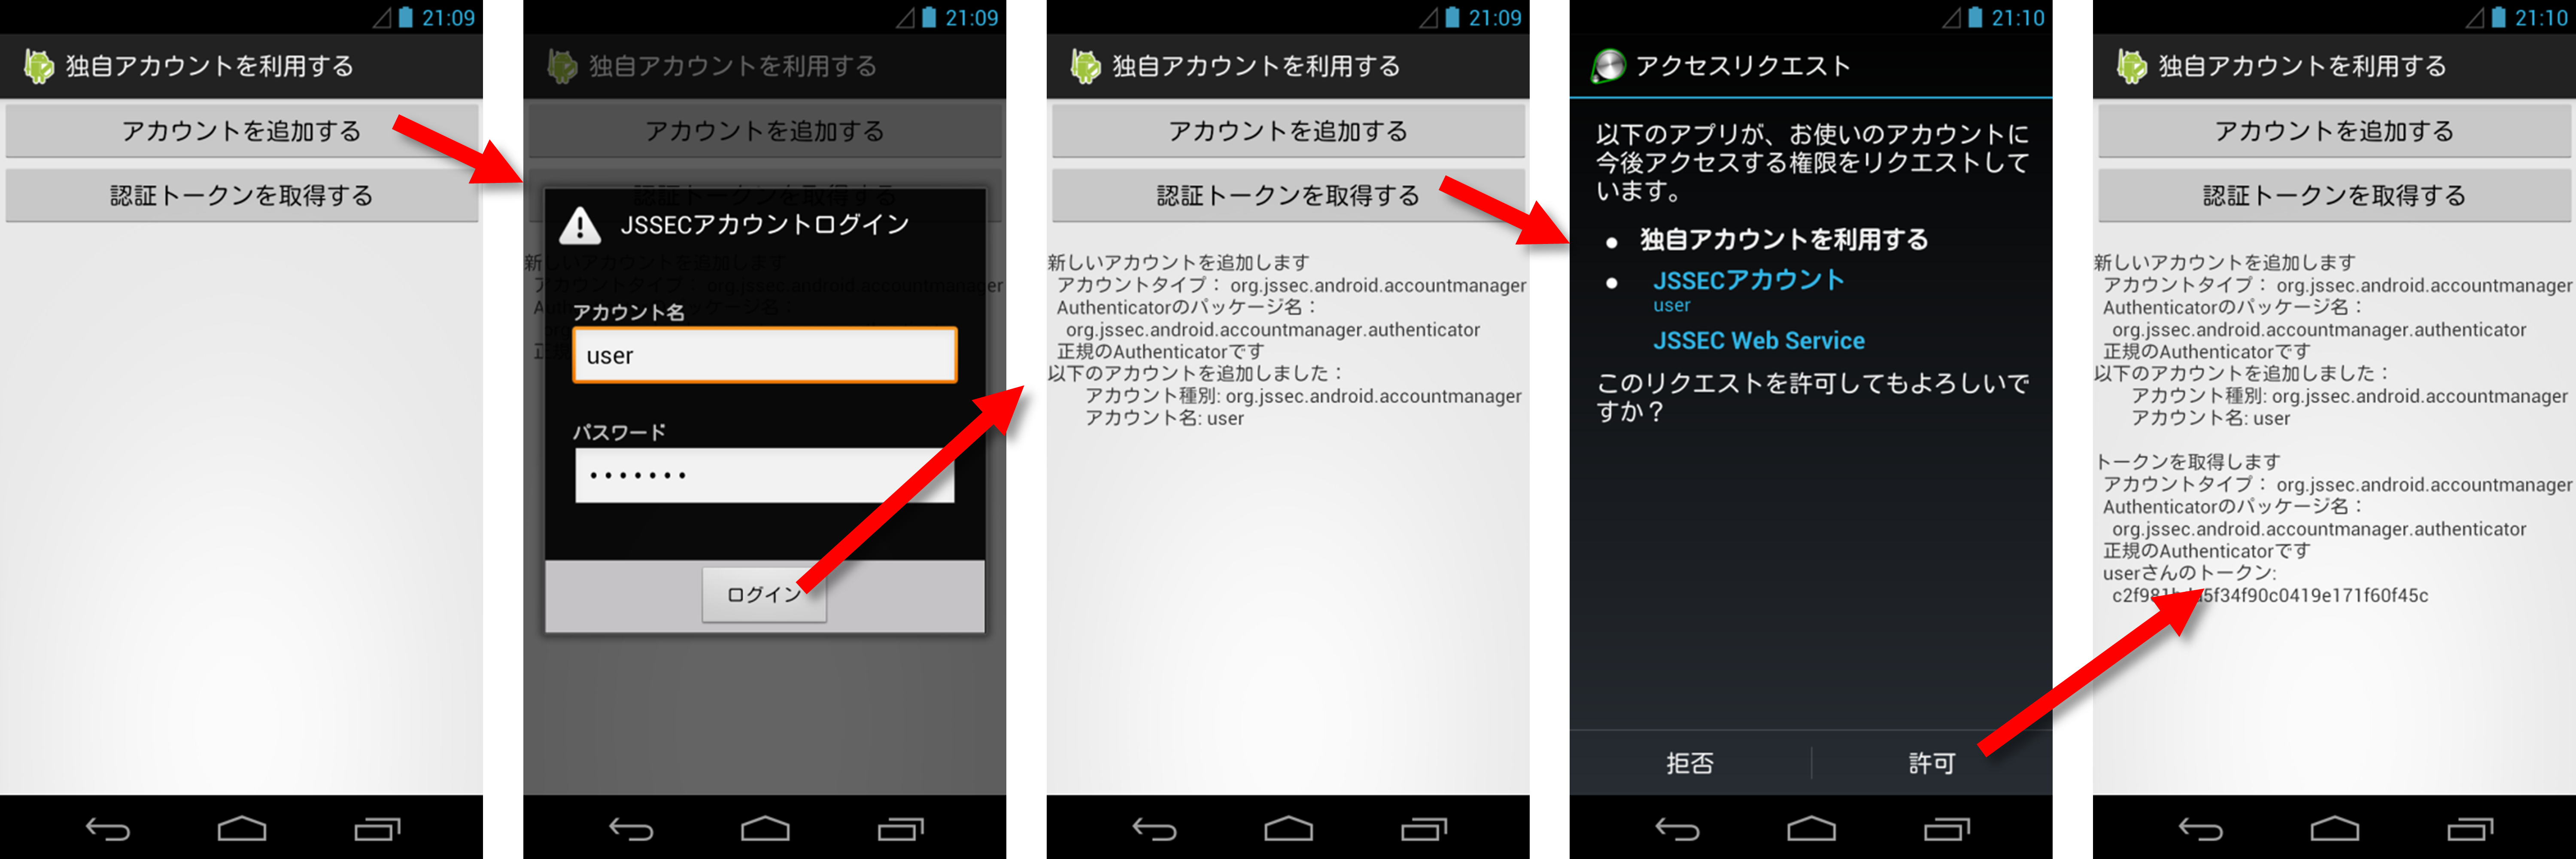 21:09
独自アカウントを利用する
アカウントを追加する
認証トークンを取得する
21:09
独自アカウントを利用する
アカウントを追加する
認証トークンを取得する
新しいアカウントを追加します
アカウントタイプ： org.jssec.android.accountmanager
JSSECアカウントログイン
アカウント名
user
パスワード
•••••••
ログイン
21:09
独自アカウントを利用する
アカウントを追加する
認証トークンを取得する
新しいアカウントを追加します
アカウントタイプ： org.jssec.android.accountmanager
Authenticatorのパッケージ名：
org.jssec.android.accountmanager.authenticator
正規のAuthenticatorです
以下のアカウントを追加しました：
アカウント種別: org.jssec.android.accountmanager
アカウント名: user
21:10
アクセスリクエスト
以下のアプリが、お使いのアカウントに
今後アクセスする権限をリクエストして
います。
• 独自アカウントを利用する
• JSSECアカウント
user
JSSEC Web Service
このリクエストを許可してもよろしいで
すか？
拒否
許可
21:10
独自アカウントを利用する
アカウントを追加する
認証トークンを取得する
新しいアカウントを追加します
アカウントタイプ： org.jssec.android.accountmanager
Authenticatorのパッケージ名：
org.jssec.android.accountmanager.authenticator
正規のAuthenticatorです
以下のアカウントを追加しました：
アカウント種別: org.jssec.android.accountmanager
アカウント名: user
トークンを取得します
アカウントタイプ： org.jssec.android.accountmanager
Authenticatorのパッケージ名：
org.jssec.android.accountmanager.authenticator
正規のAuthenticatorです
userさんのトークン: